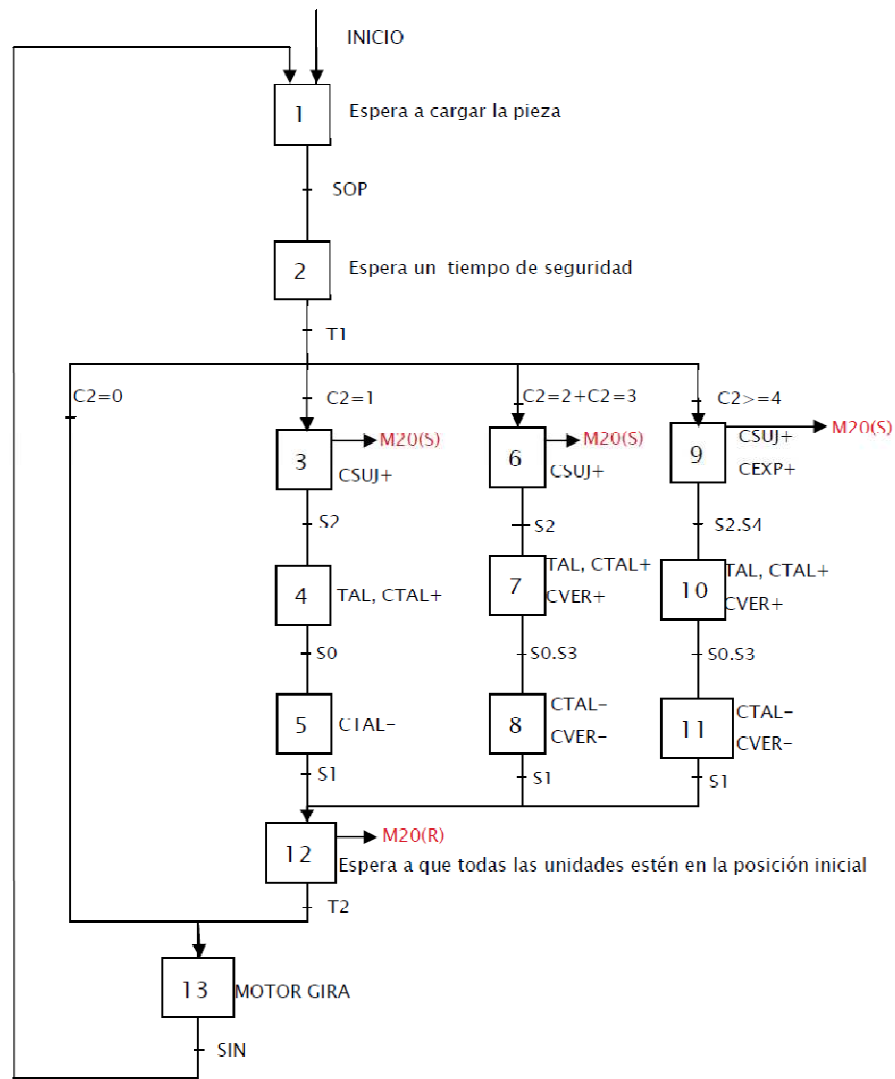 INICIO
1
Espera a cargar la pieza
SOP
2
Espera un tiempo de seguridad
T1
C2=0
C2=1
C2=2+C2=3
C2>=4
3
M20(S)
CSUJ+
6
M20(S)
CSUJ+
9
CSUJ+
CEXP+
M20(S)
S2
S2
S2.S4
4
TAL, CTAL+
7
TAL, CTAL+
CVER+
10
TAL, CTAL+
CVER+
S0
S0.S3
S0.S3
5
CTAL-
8
CTAL-
CVER-
11
CTAL-
CVER-
S1
S1
S1
12
M20(R)
Espera a que todas las unidades estén en la posición inicial
T2
13
MOTOR GIRA
SIN